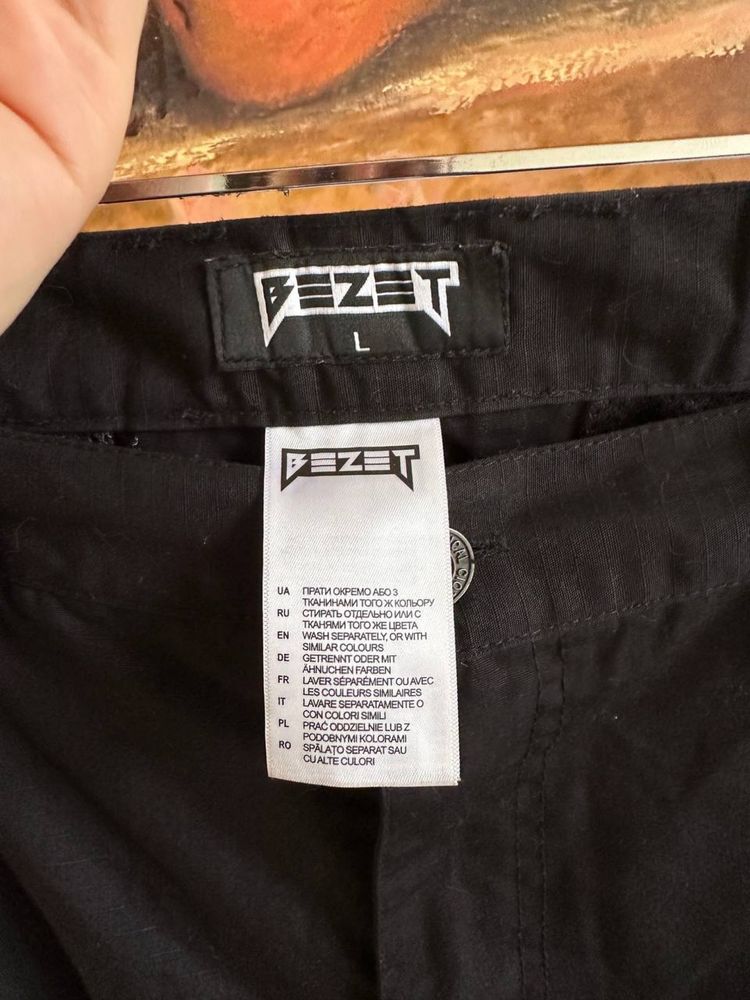 BEZET
L
BEZET
UA ПРАТИ ОКРЕМО АБО З
ТКАНИНАМИ ТОГО Ж КОЛЬОРУ
RU СТИРАТЬ ОТДЕЛЬНО ИЛИ С
ТКАНЯМИ ТОГО ЖЕ ЦВЕТА
EN WASH SEPARATELY, OR WITH
SIMILAR COLOURS
DE GETRENNT ODER MIT
ÄHNUCHEN FARBEN
FR LAVER SÉPARÉMENT OU AVEC
LES COULEURS SIMILAIRES
IT LAVARE SEPARATAMENTE O
CON COLORI SIMILI
PL PRAĆ ODDZIELNIE LUB Z
PODOBNYMI KOLORAMI
RO SPĂLAȚO SEPARAT SAU
CU ALTE CULORI